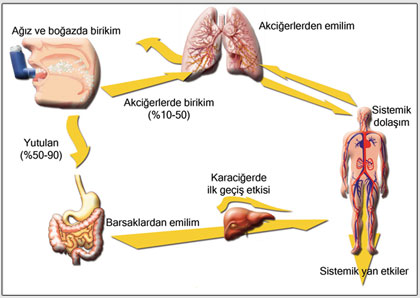 Ağız ve boğazda birikim
Akciğerlerden emilim
Akciğerlerde birikim
(%10-50)
Sistemik
dolaşım
Yutulan
(%50-90)
Karaciğerde
ilk geçiş etkisi
Barsaklardan emilim
Sistemik yan etkiler